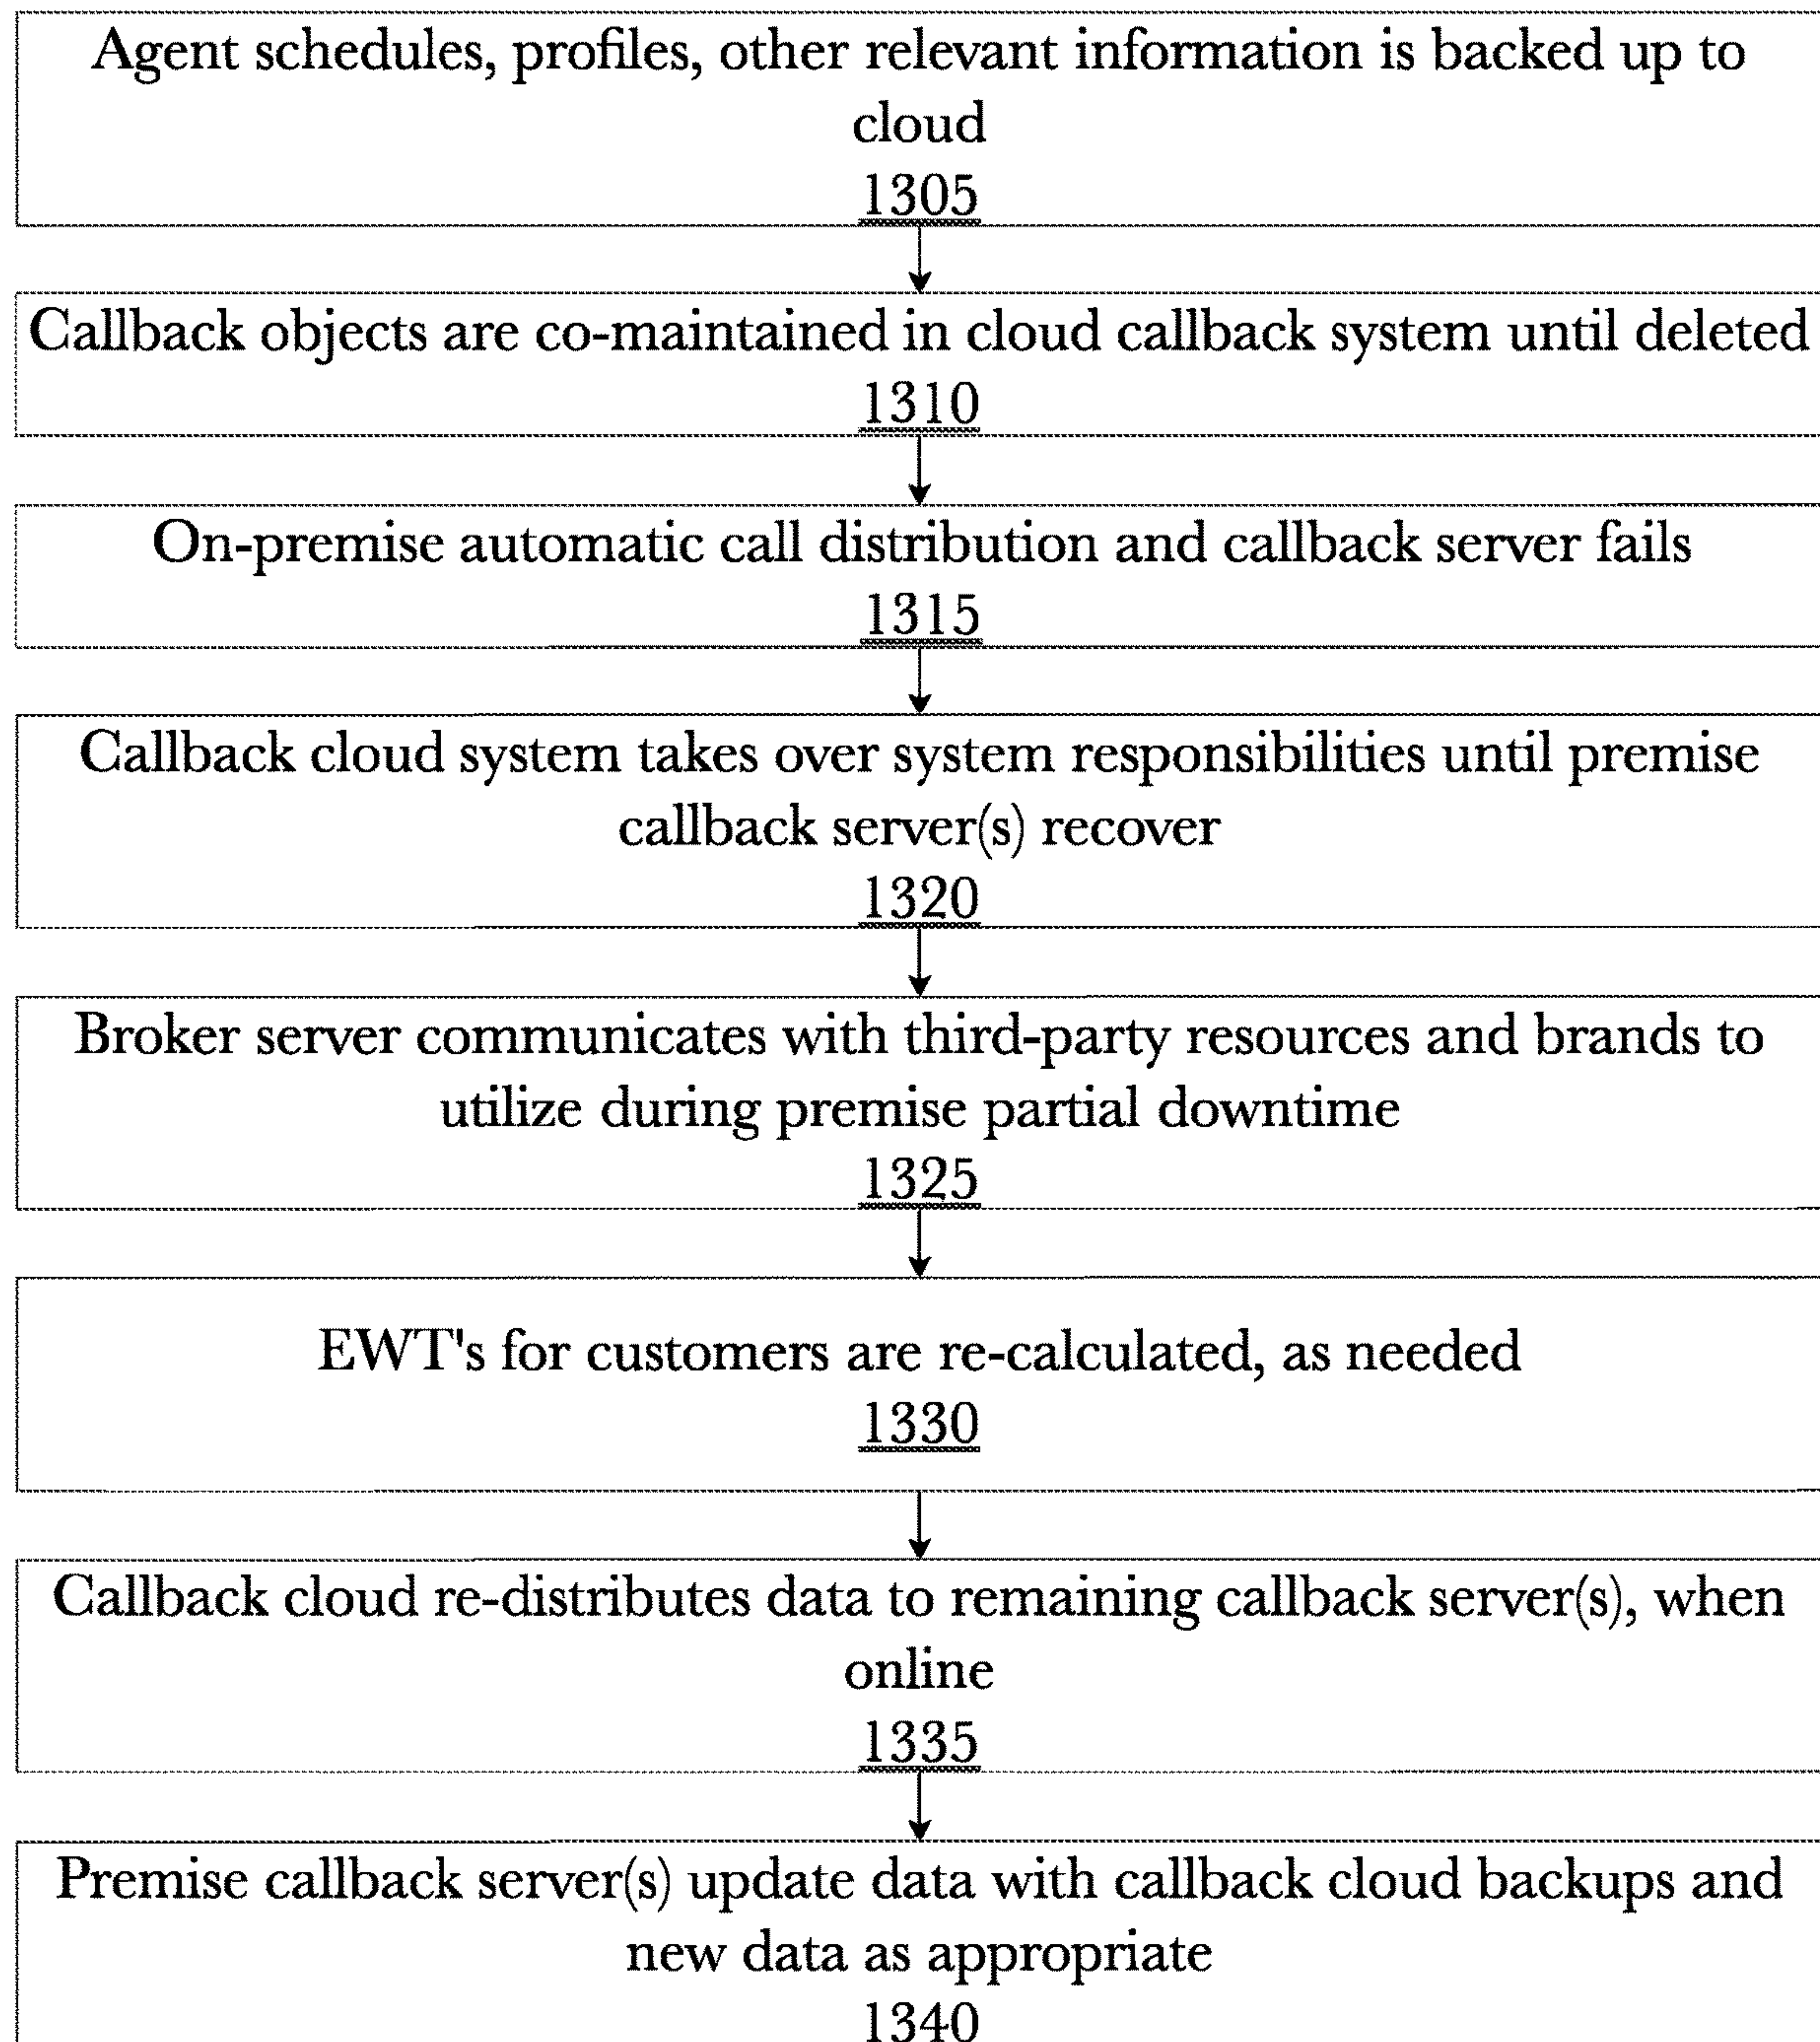 Agent schedules, profiles, other relevant information is backed up to
cloud
1305
Callback objects are co-maintained in cloud callback system until deleted
1310
On-premise automatic call distribution and callback server fails
1315
Callback cloud system takes over system responsibilities until premise
callback server(s) recover
1320
Broker server communicates with third-party resources and brands to
utilize during premise partial downtime
1325
EWT's for customers are re-calculated, as needed
1330
Callback cloud re-distributes data to remaining callback server(s), when
online
1335
Premise callback server(s) update data with callback cloud backups and
new data as appropriate
1340